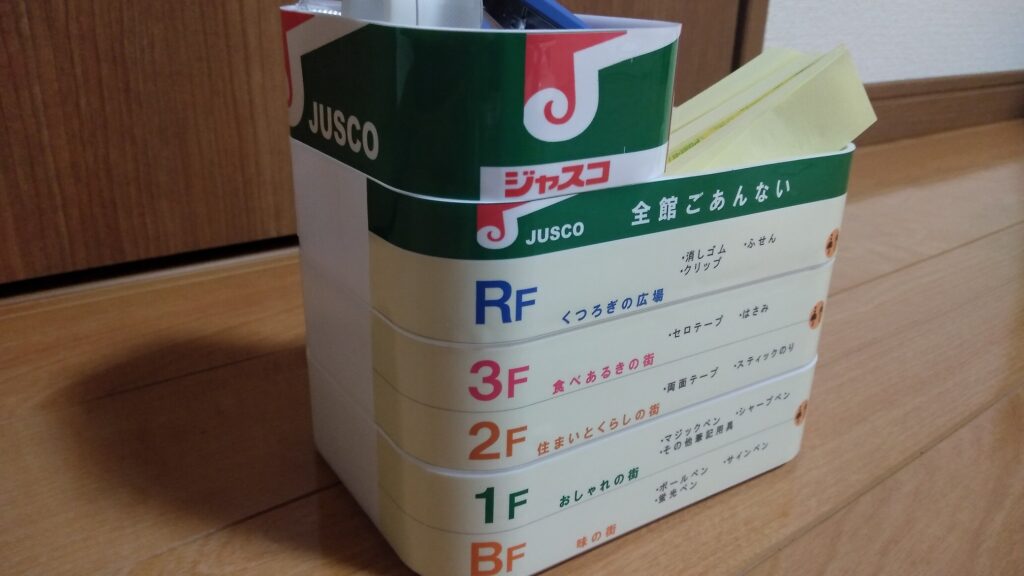 JUSCO
ジャスコ
JUSCO 全館ごあんない
RF くつろぎの広場 ・消しゴム ・ふせん
・クリップ
3F 食べあるきの街 ・セロテープ ・はさみ
2F 住まいとくらしの街 ・両面テープ ・スティックのり
1F おしゃれの街 ・マジックペン ・シャープペン
・その他筆記用具
BF 味の街 ・ボールペン ・サインペン
・蛍光ペン